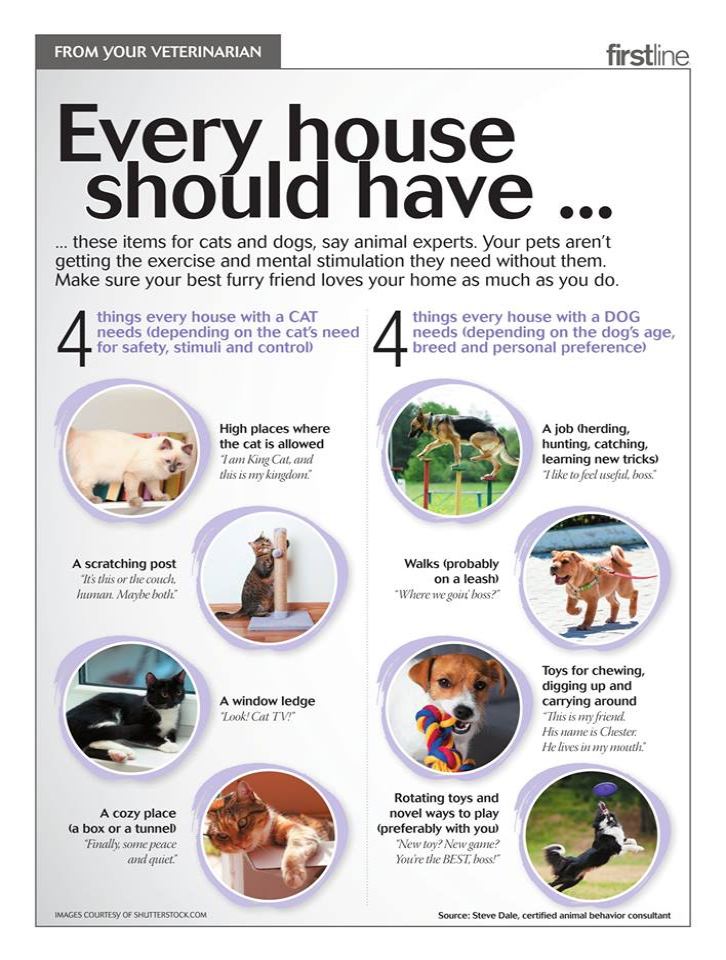 FROM YOUR VETERINARIAN
firstline
Every house
should have ...
... these items for cats and dogs, say animal experts. Your pets aren't
getting the exercise and mental stimulation they need without them.
Make sure your best furry friend loves your home as much as you do.
4 things every house with a CAT
needs (depending on the cat's need
for safety, stimuli and control)
High places where
the cat is allowed
"I am King Cat, and
this is my kingdom."
A scratching post
"It's this or the couch,
human. Maybe both."
A window ledge
"Look! Cat TV!"
A cozy place
(a box or a tunnel)
"Finally, some peace
and quiet."
4 things every house with a DOG
needs (depending on the dog's age,
breed and personal preference)
A job (herding,
hunting, catching,
learning new tricks)
"I like to feel useful, boss."
Walks (probably
on a leash)
"Where we goin', boss?"
Toys for chewing,
digging up and
carrying around
"This is my friend.
His name is Chester.
He lives in my mouth."
Rotating toys and
novel ways to play
(preferably with you)
"New toy? New game?
You're the BEST, boss!"
IMAGES COURTESY OF SHUTTERSTOCK.COM
Source: Steve Dale, certified animal behavior consultant